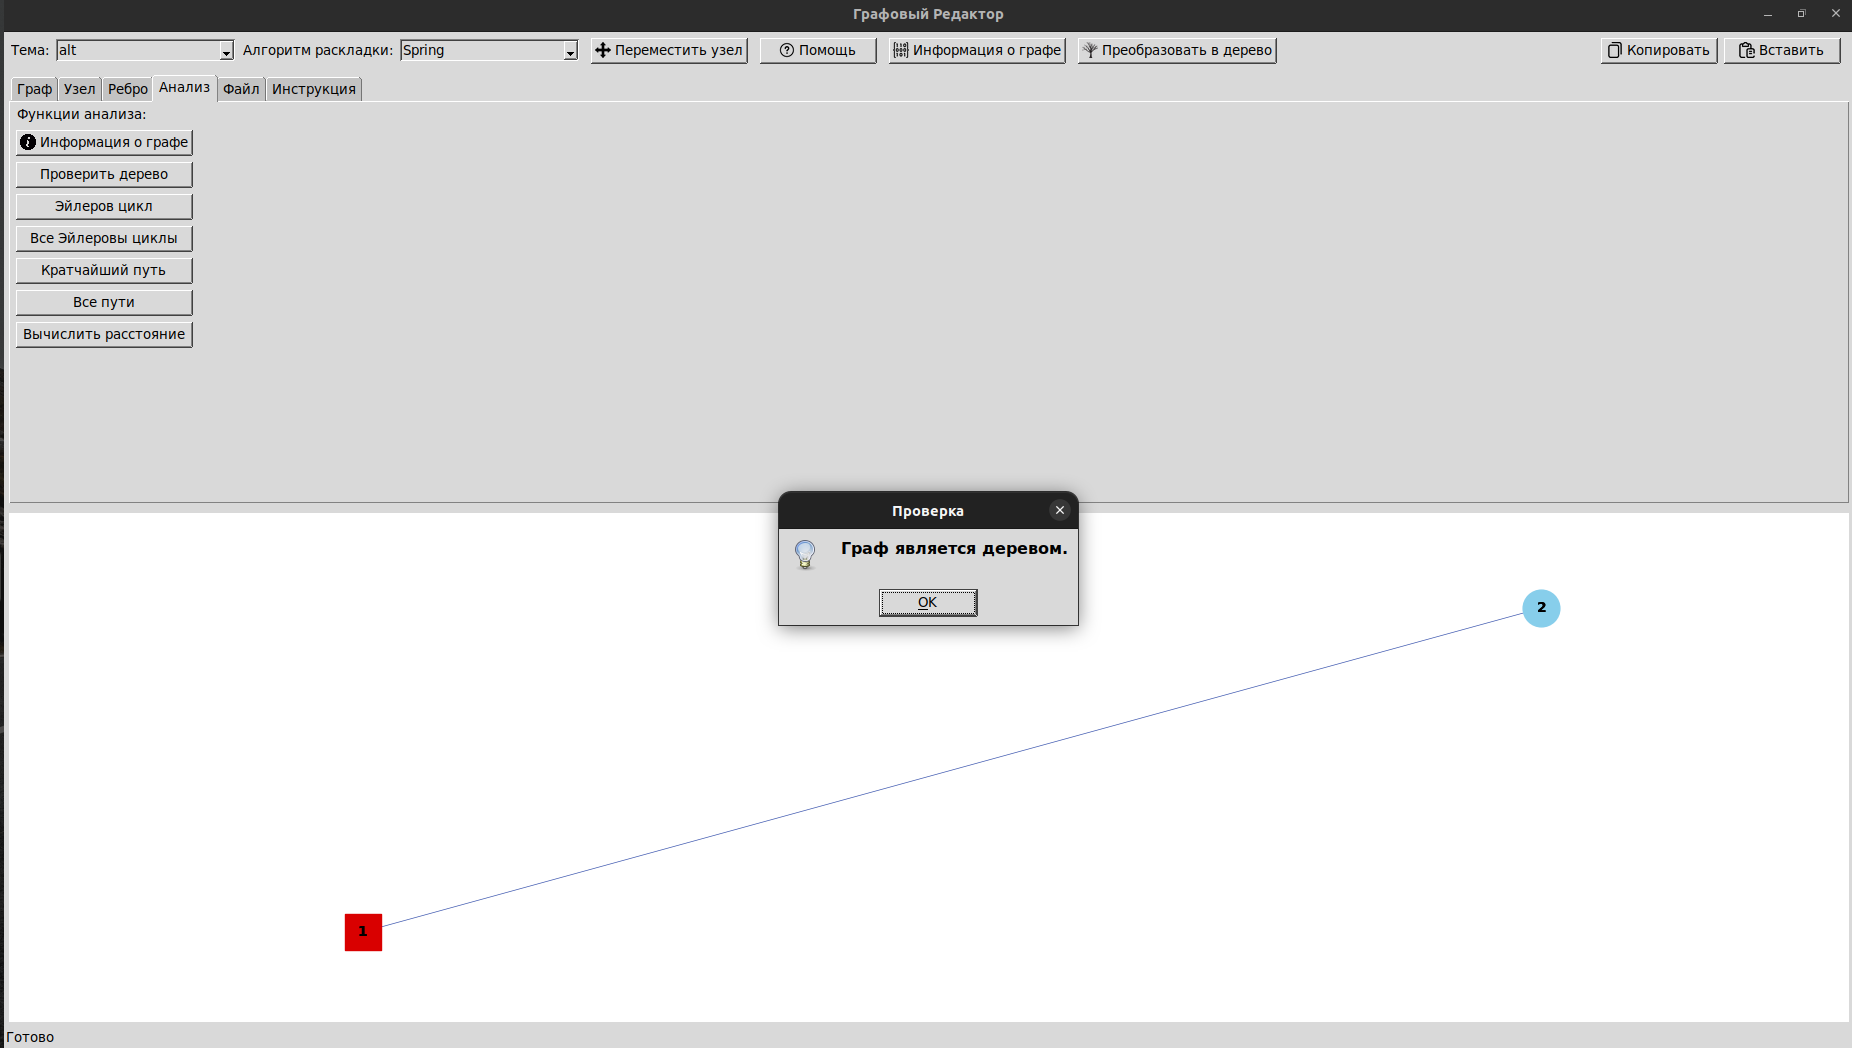 Графовый Редактор
Тема: alt Алгоритм раскладки: Spring Переместить узел Помощь Информация о графе Преобразовать в дерево Копировать Вставить
Граф Узел Ребро Анализ Файл Инструкция
Функции анализа:
Информация о графе
Проверить дерево
Эйлеров цикл
Все Эйлеровы циклы
Кратчайший путь
Все пути
Вычислить расстояние
Проверка
Граф является деревом.
OK
2
1
Готово